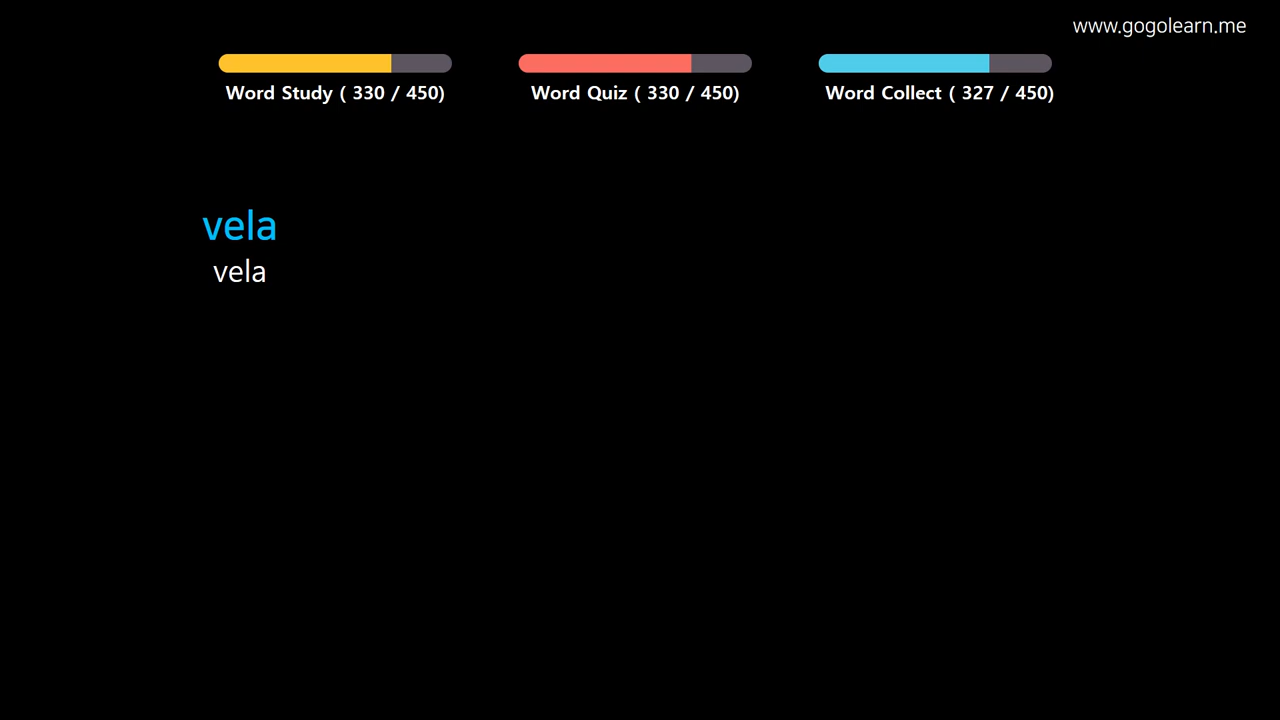 www.gogolearn.me
Word Study ( 330 / 450)
Word Quiz ( 330 / 450)
Word Collect ( 327 / 450)
vela
vela